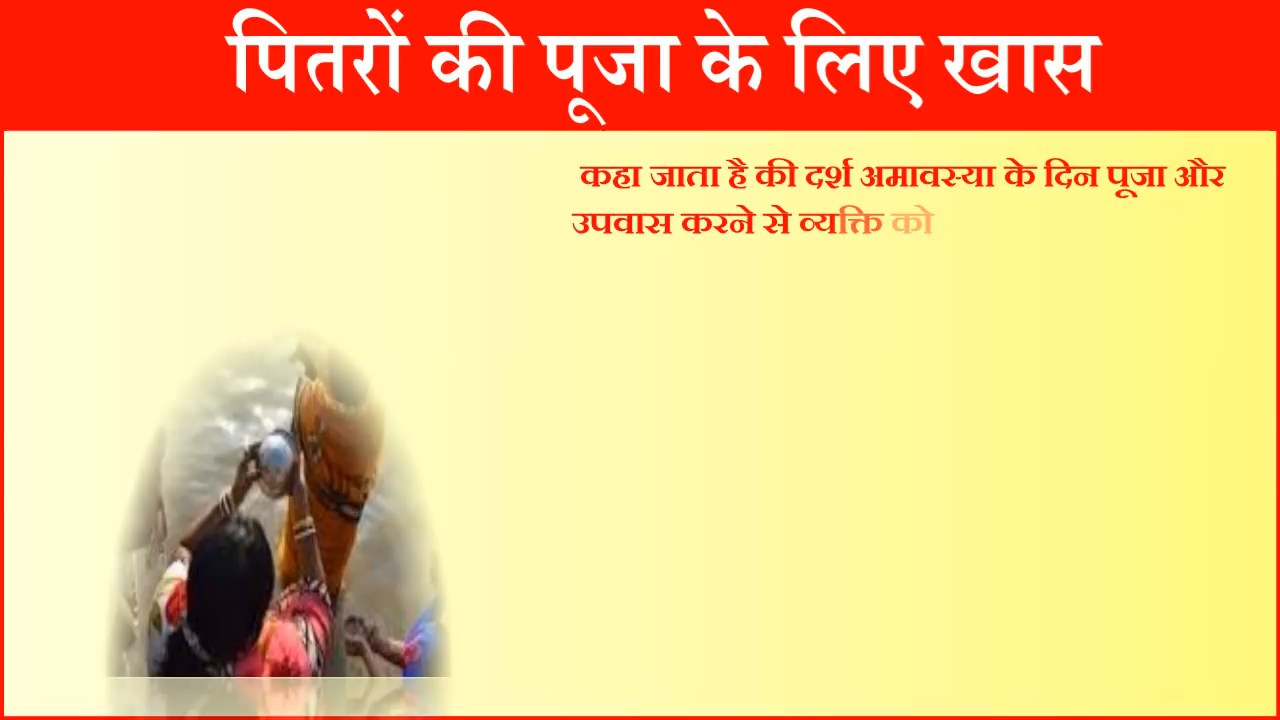 पितरों की पूजा के लिए खास
कहा जाता है की दर्श अमावस्या के दिन पूजा और
उपवास करने से व्यक्ति को